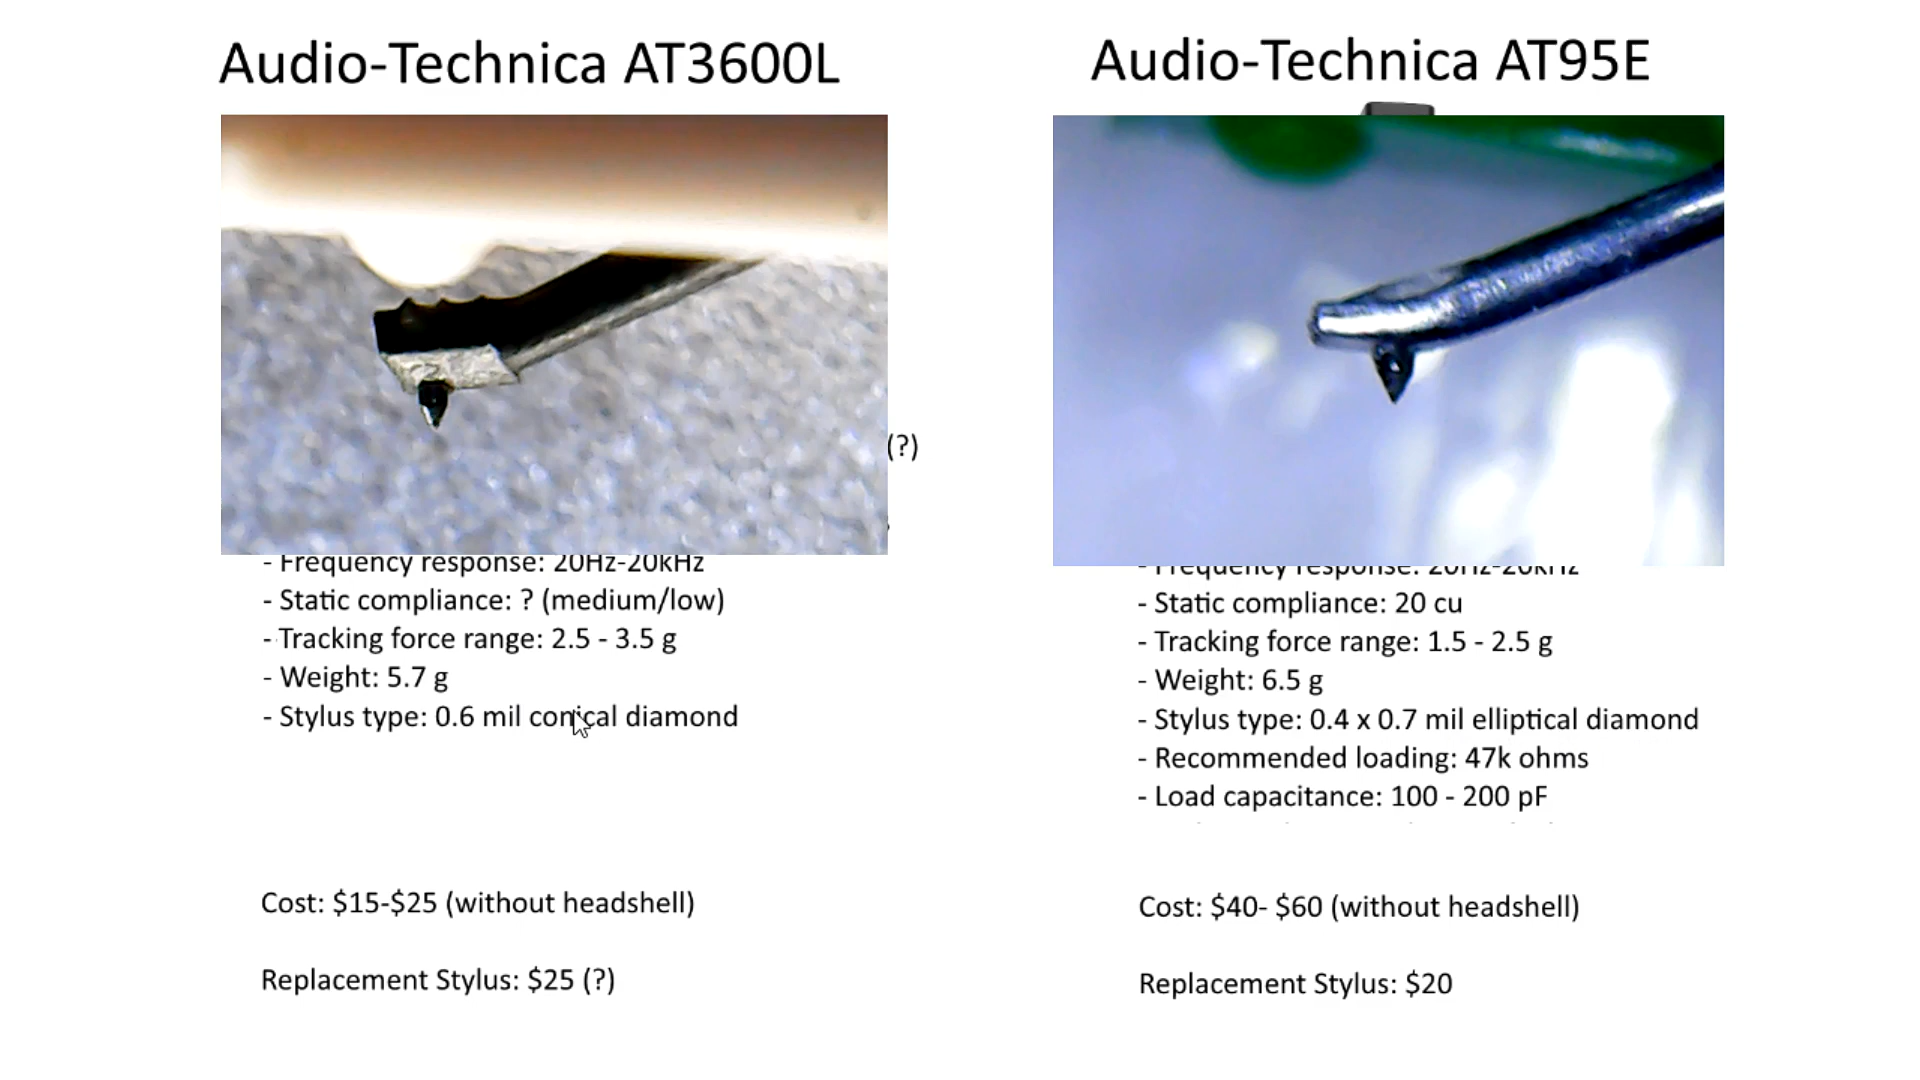 Audio-Technica AT3600L
(?)
- Frequency response: 20Hz-20kHz
- Static compliance: ? (medium/low)
- Tracking force range: 2.5 - 3.5 g
- Weight: 5.7 g
- Stylus type: 0.6 mil conical diamond
Cost: $15-$25 (without headshell)
Replacement Stylus: $25 (?)
Audio-Technica AT95E
- Frequency response: 20Hz-20kHz
- Static compliance: 20 cu
- Tracking force range: 1.5 - 2.5 g
- Weight: 6.5 g
- Stylus type: 0.4 x 0.7 mil elliptical diamond
- Recommended loading: 47k ohms
- Load capacitance: 100 - 200 pF
Cost: $40- $60 (without headshell)
Replacement Stylus: $20